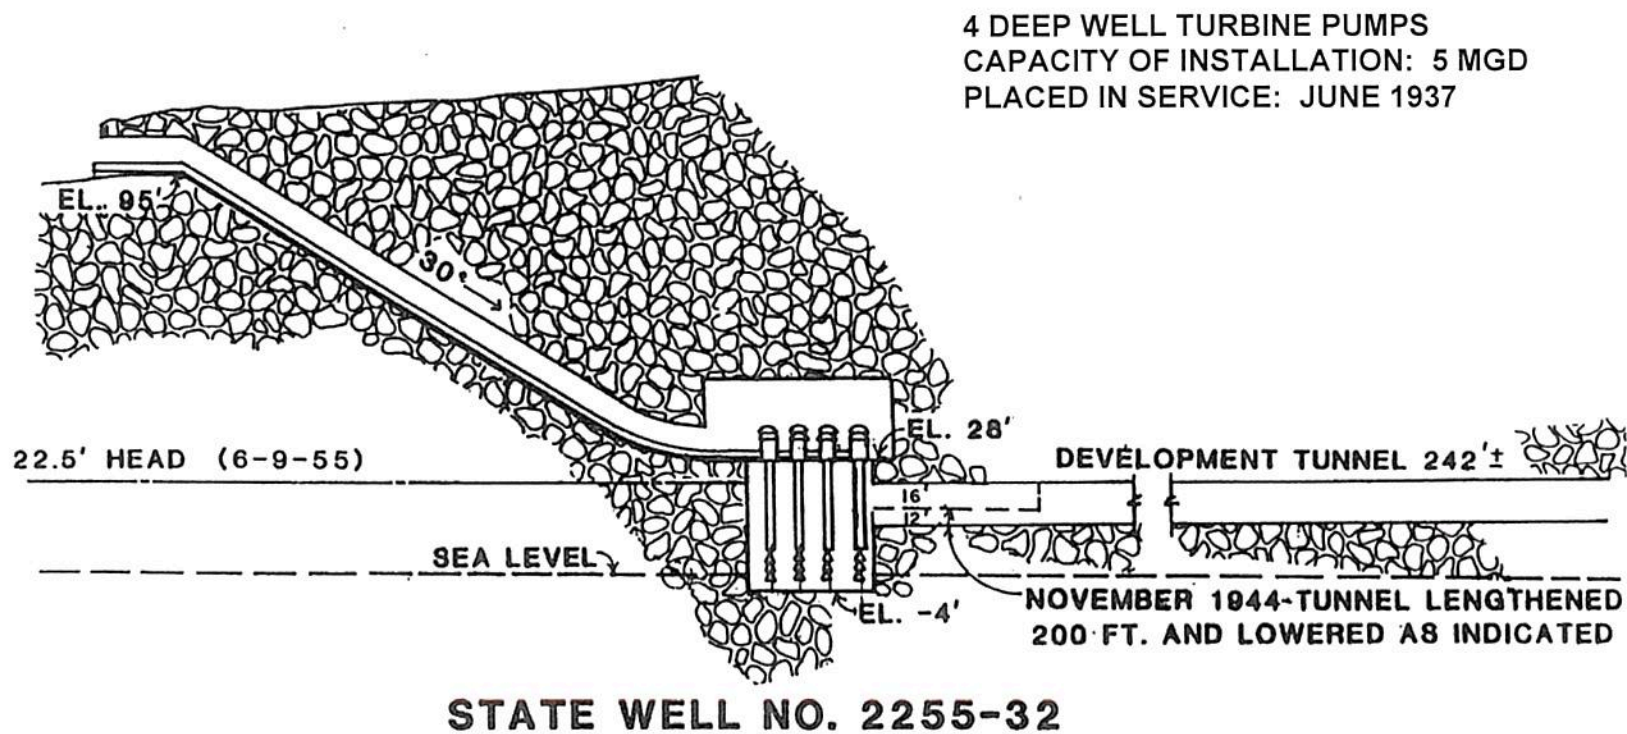 4 DEEP WELL TURBINE PUMPS
CAPACITY OF INSTALLATION: 5 MGD
PLACED IN SERVICE: JUNE 1937
EL. 95'
30°
EL. 28'
22.5' HEAD (6-9-55)
DEVELOPMENT TUNNEL 242'±
16'
12'
SEA LEVEL
EL. -4'
NOVEMBER 1944-TUNNEL LENGTHENED
200 FT. AND LOWERED AS INDICATED
STATE WELL NO. 2255-32